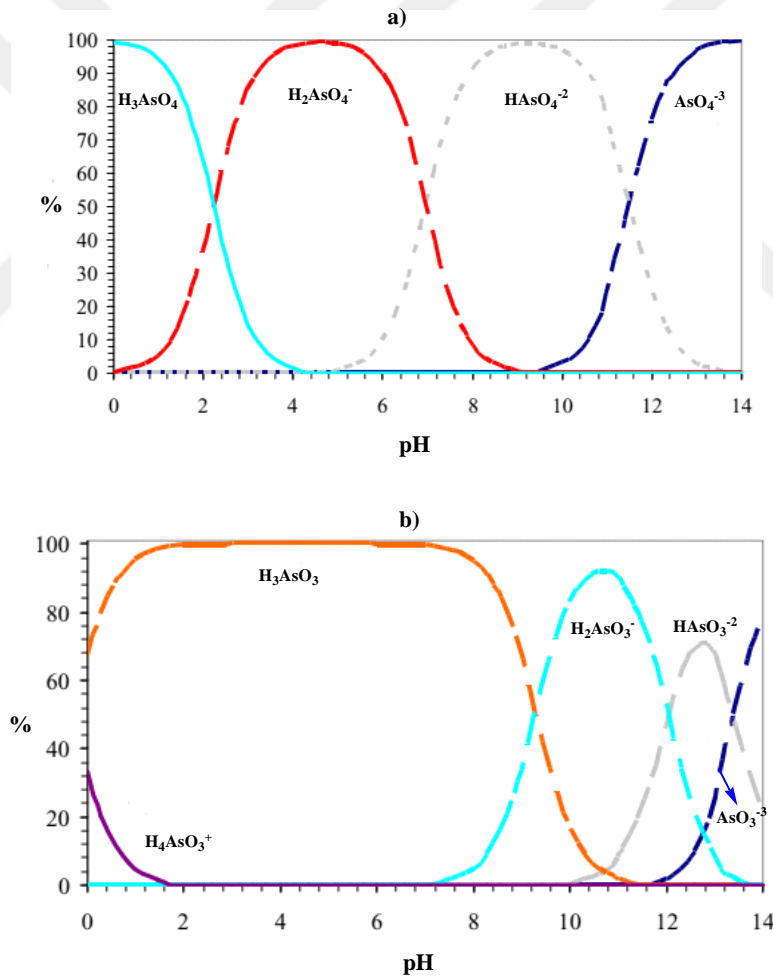 a)
100
90
80
70
60
50
40
30
20
10
0
%
H₃AsO₄
H₂AsO₄⁻
HAsO₄⁻²
AsO₄⁻³
0 2 4 6 8 10 12 14
pH
b)
100
80
60
40
20
0
%
H₃AsO₃
H₂AsO₃⁻
HAsO₃⁻²
AsO₃⁻³
H₄AsO₃⁺
0 2 4 6 8 10 12 14
pH